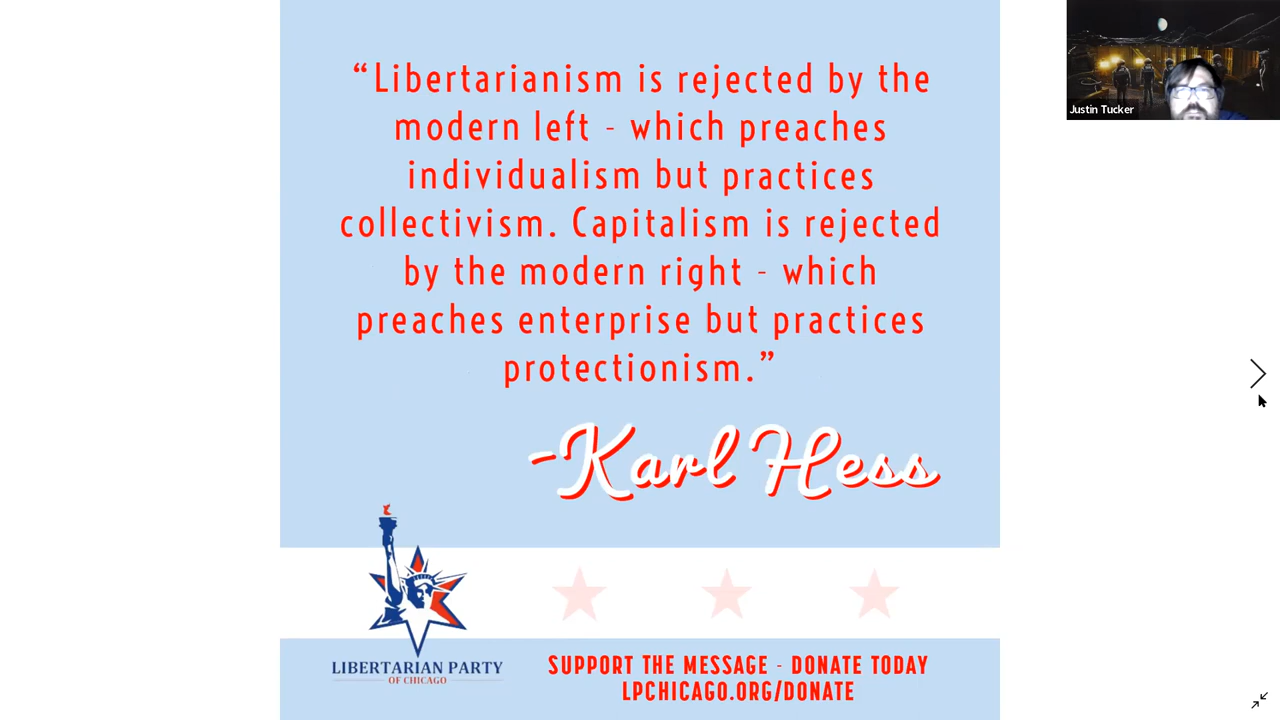 “Libertarianism is rejected by the
modern left - which preaches
individualism but practices
collectivism. Capitalism is rejected
by the modern right - which
preaches enterprise but practices
protectionism.”
-Karl Hess
LIBERTARIAN PARTY
OF CHICAGO
SUPPORT THE MESSAGE - DONATE TODAY
LPCHICAGO.ORG/DONATE
Justin Tucker